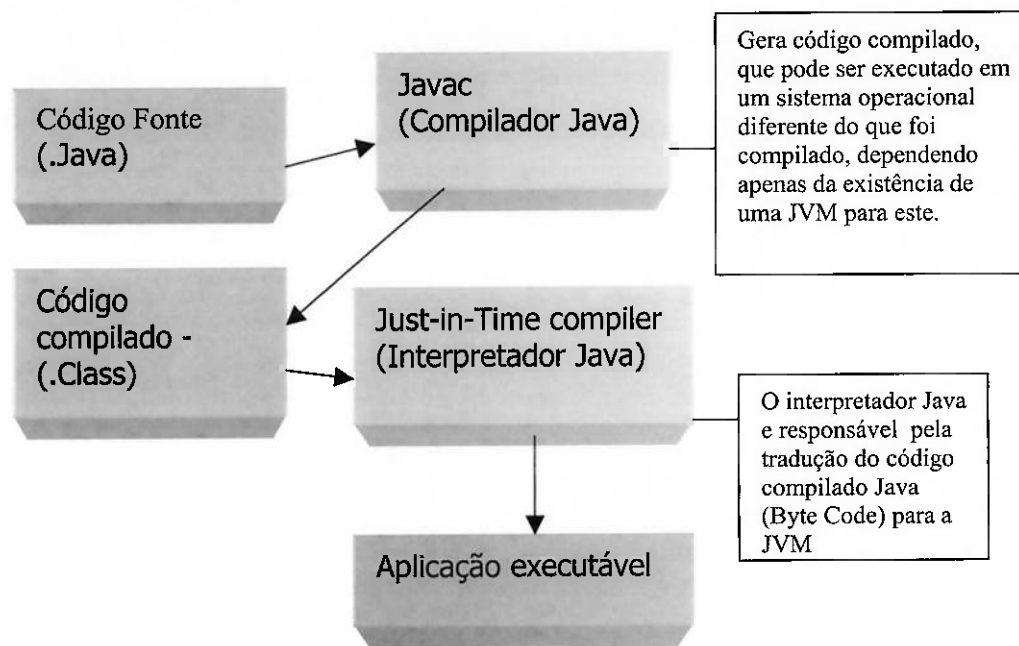 Código Fonte
(.Java)
Javac
(Compilador Java)
Gera código compilado,
que pode ser executado em
um sistema operacional
diferente do que foi
compilado, dependendo
apenas da existência de
uma JVM para este.
Código
compilado -
(.Class)
Just-in-Time compiler
(Interpretador Java)
O interpretador Java
e responsável pela
tradução do código
compilado Java
(Byte Code) para a
JVM
Aplicação executável